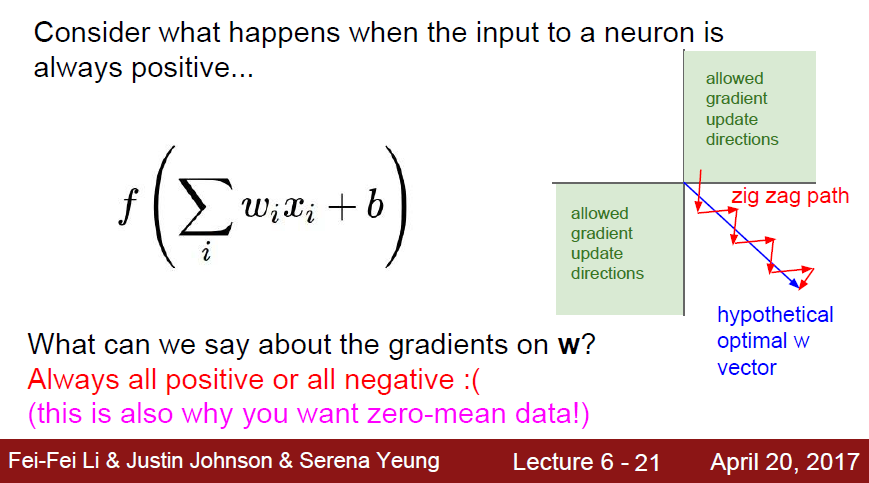 Consider what happens when the input to a neuron is
always positive...
allowed
gradient
update
directions
f(∑_i w_i x_i + b)
zig zag path
allowed
gradient
update
directions
hypothetical
optimal w
vector
What can we say about the gradients on w?
Always all positive or all negative :(
(this is also why you want zero-mean data!)
Fei-Fei Li & Justin Johnson & Serena Yeung
Lecture 6 - 21
April 20, 2017